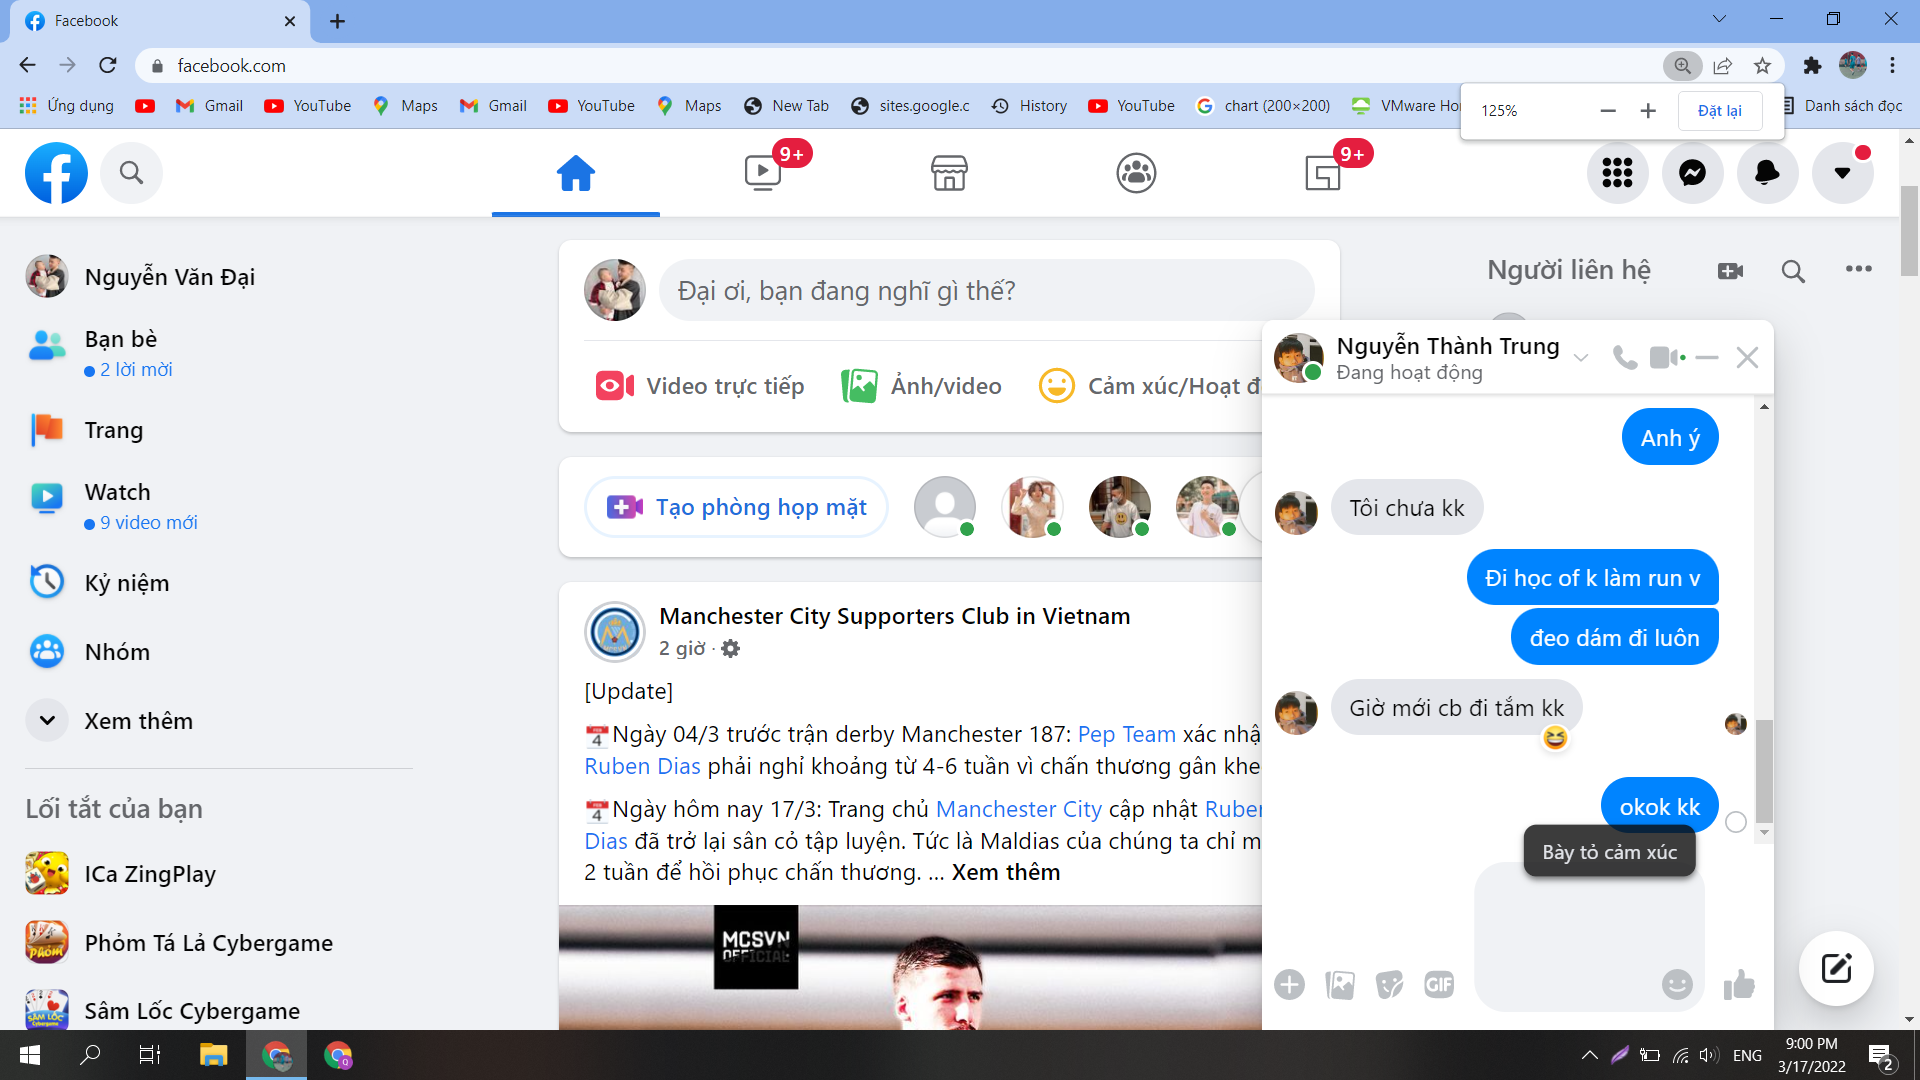 Facebook
facebook.com
Ứng dụng
Gmail
YouTube
Maps
Gmail
YouTube
Maps
New Tab
sites.google.c
History
YouTube
chart (200×200)
VMware Ho
Danh sách đọc
125%
Đặt lại
9+
9+
Nguyễn Văn Đại
Bạn bè
2 lời mời
Trang
Watch
9 video mới
Kỷ niệm
Nhóm
Xem thêm
Lối tắt của bạn
ICa ZingPlay
Phỏm Tá Lả Cybergame
Sâm Lốc Cybergame
Đại ơi, bạn đang nghĩ gì thế?
Video trực tiếp
Ảnh/video
Cảm xúc/Hoạt đ
Tạo phòng họp mặt
Manchester City Supporters Club in Vietnam
2 giờ ·
[Update]
Ngày 04/3 trước trận derby Manchester 187: Pep Team xác nhậ
Ruben Dias phải nghỉ khoảng từ 4-6 tuần vì chấn thương gân khe
Ngày hôm nay 17/3: Trang chủ Manchester City cập nhật Rube
Dias đã trở lại sân cỏ tập luyện. Tức là Maldias của chúng ta chỉ m
2 tuần để hồi phục chấn thương. ... Xem thêm
MCSVN
OFFICIAL
Người liên hệ
Nguyễn Thành Trung
Đang hoạt động
Anh ý
Tôi chưa kk
Đi học of k làm run v
đeo dám đi luôn
Giờ mới cb đi tắm kk
okok kk
Bày tỏ cảm xúc
GIF
ENG
9:00 PM
3/17/2022
2